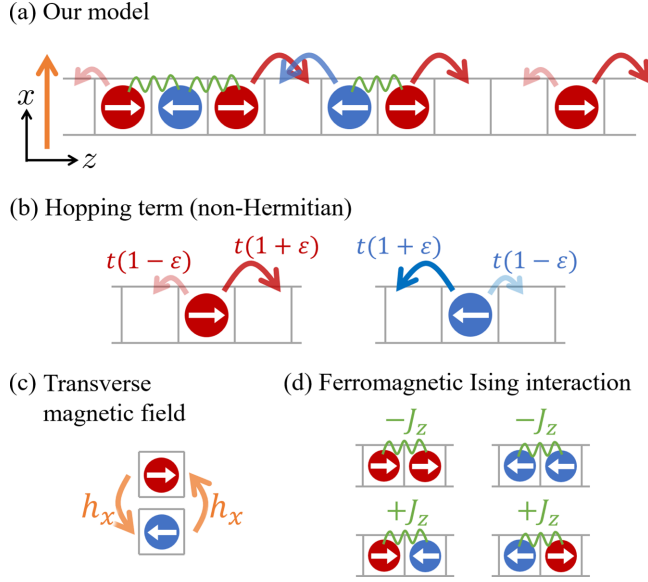 (a) Our model
x
z
(b) Hopping term (non-Hermitian)
t(1 − ε)
t(1 + ε)
t(1 + ε)
t(1 − ε)
(c) Transverse
magnetic field
h_x
h_x
(d) Ferromagnetic Ising interaction
−J_z
−J_z
+J_z
+J_z